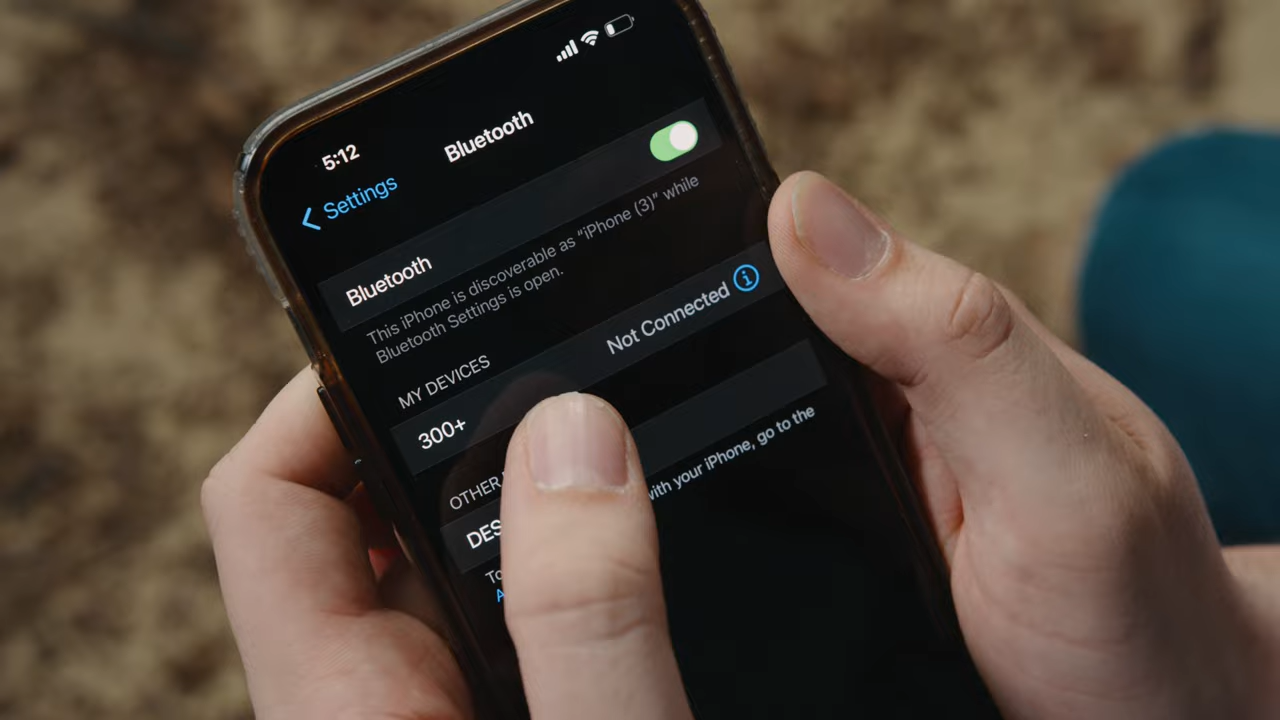 5:12
Settings
Bluetooth
Bluetooth
This iPhone is discoverable as “iPhone (3)” while
Bluetooth Settings is open.
MY DEVICES
300+
Not Connected
OTHER
with your iPhone, go to the